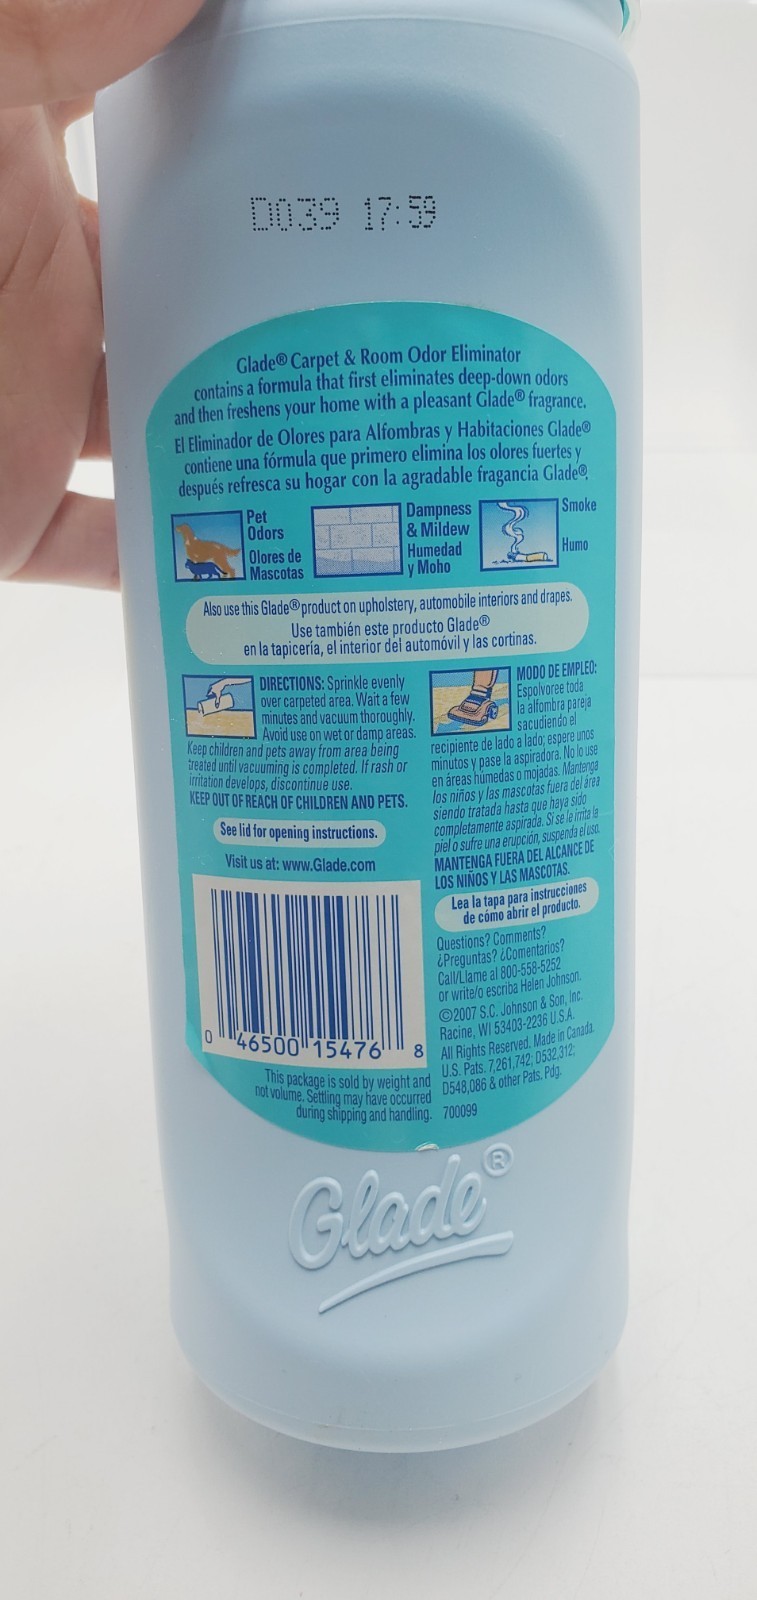 D039 17:59
Glade® Carpet & Room Odor Eliminator
contains a formula that first eliminates deep-down odors
and then freshens your home with a pleasant Glade® fragrance.
El Eliminador de Olores para Alfombras y Habitaciones Glade®
contiene una fórmula que primero elimina los olores fuertes y
después refresca su hogar con la agradable fragancia Glade®.
Pet
Odors
Olores de
Mascotas
Dampness
& Mildew
Humedad
y Moho
Smoke
Humo
Also use this Glade® product on upholstery, automobile interiors and drapes.
Use también este producto Glade®
en la tapicería, el interior del automóvil y las cortinas.
DIRECTIONS: Sprinkle evenly
over carpeted area. Wait a few
minutes and vacuum thoroughly.
Avoid use on wet or damp areas.
Keep children and pets away from area being
treated until vacuuming is completed. If rash or
irritation develops, discontinue use.
KEEP OUT OF REACH OF CHILDREN AND PETS.
See lid for opening instructions.
Visit us at: www.Glade.com
0 46500 15476 8
This package is sold by weight and
not volume. Settling may have occurred
during shipping and handling.
MODO DE EMPLEO:
Espolvoree toda
la alfombra pareja
sacudiendo el
recipiente de lado a lado; espere unos
minutos y pase la aspiradora. No lo use
en áreas húmedas o mojadas. Mantenga
los niños y las mascotas fuera del área
siendo tratada hasta que haya sido
completamente aspirada. Si se le irrita la
piel o sufre una erupción, suspenda el uso.
MANTENGA FUERA DEL ALCANCE DE
LOS NIÑOS Y LAS MASCOTAS.
Lea la tapa para instrucciones
de cómo abrir el producto.
Questions? Comments?
¿Preguntas? ¿Comentarios?
Call/Llame al 800-558-5252
or write/o escriba Helen Johnson.
©2007 S.C. Johnson & Son, Inc.
Racine, WI 53403-2236 U.S.A.
All Rights Reserved. Made in Canada.
U.S. Pats. 7,261,742; D532,312;
D548,086 & other Pats. Pdg.
700099
Glade®